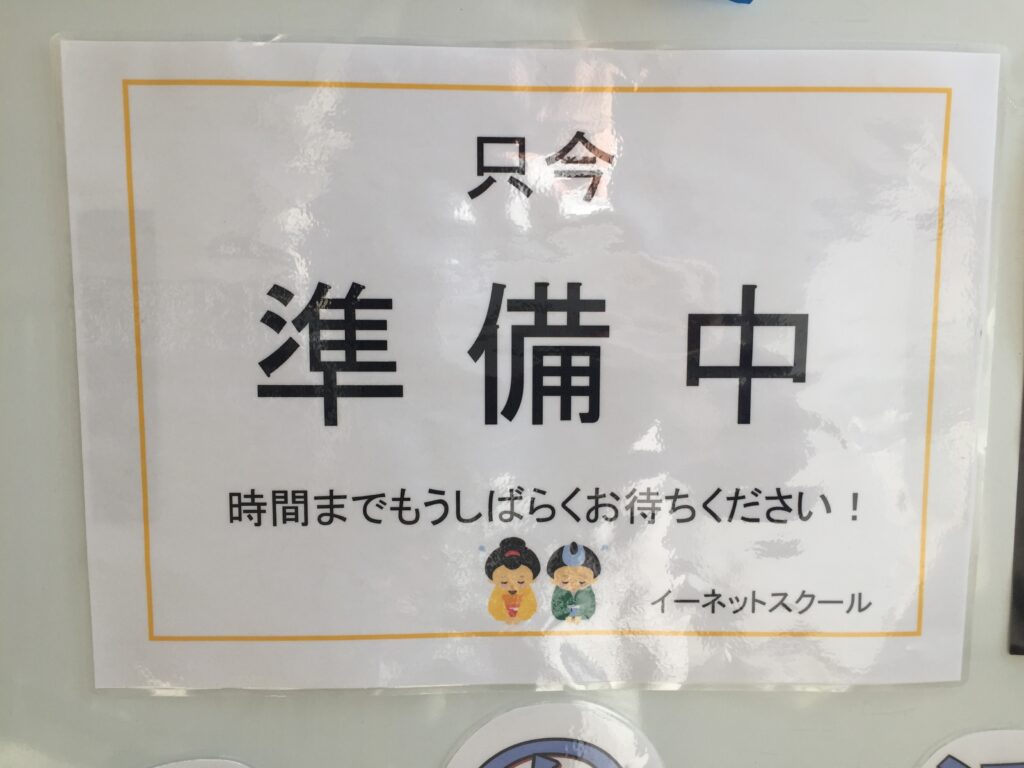 只今
準備中
時間までもうしばらくお待ちください！
イーネットスクール